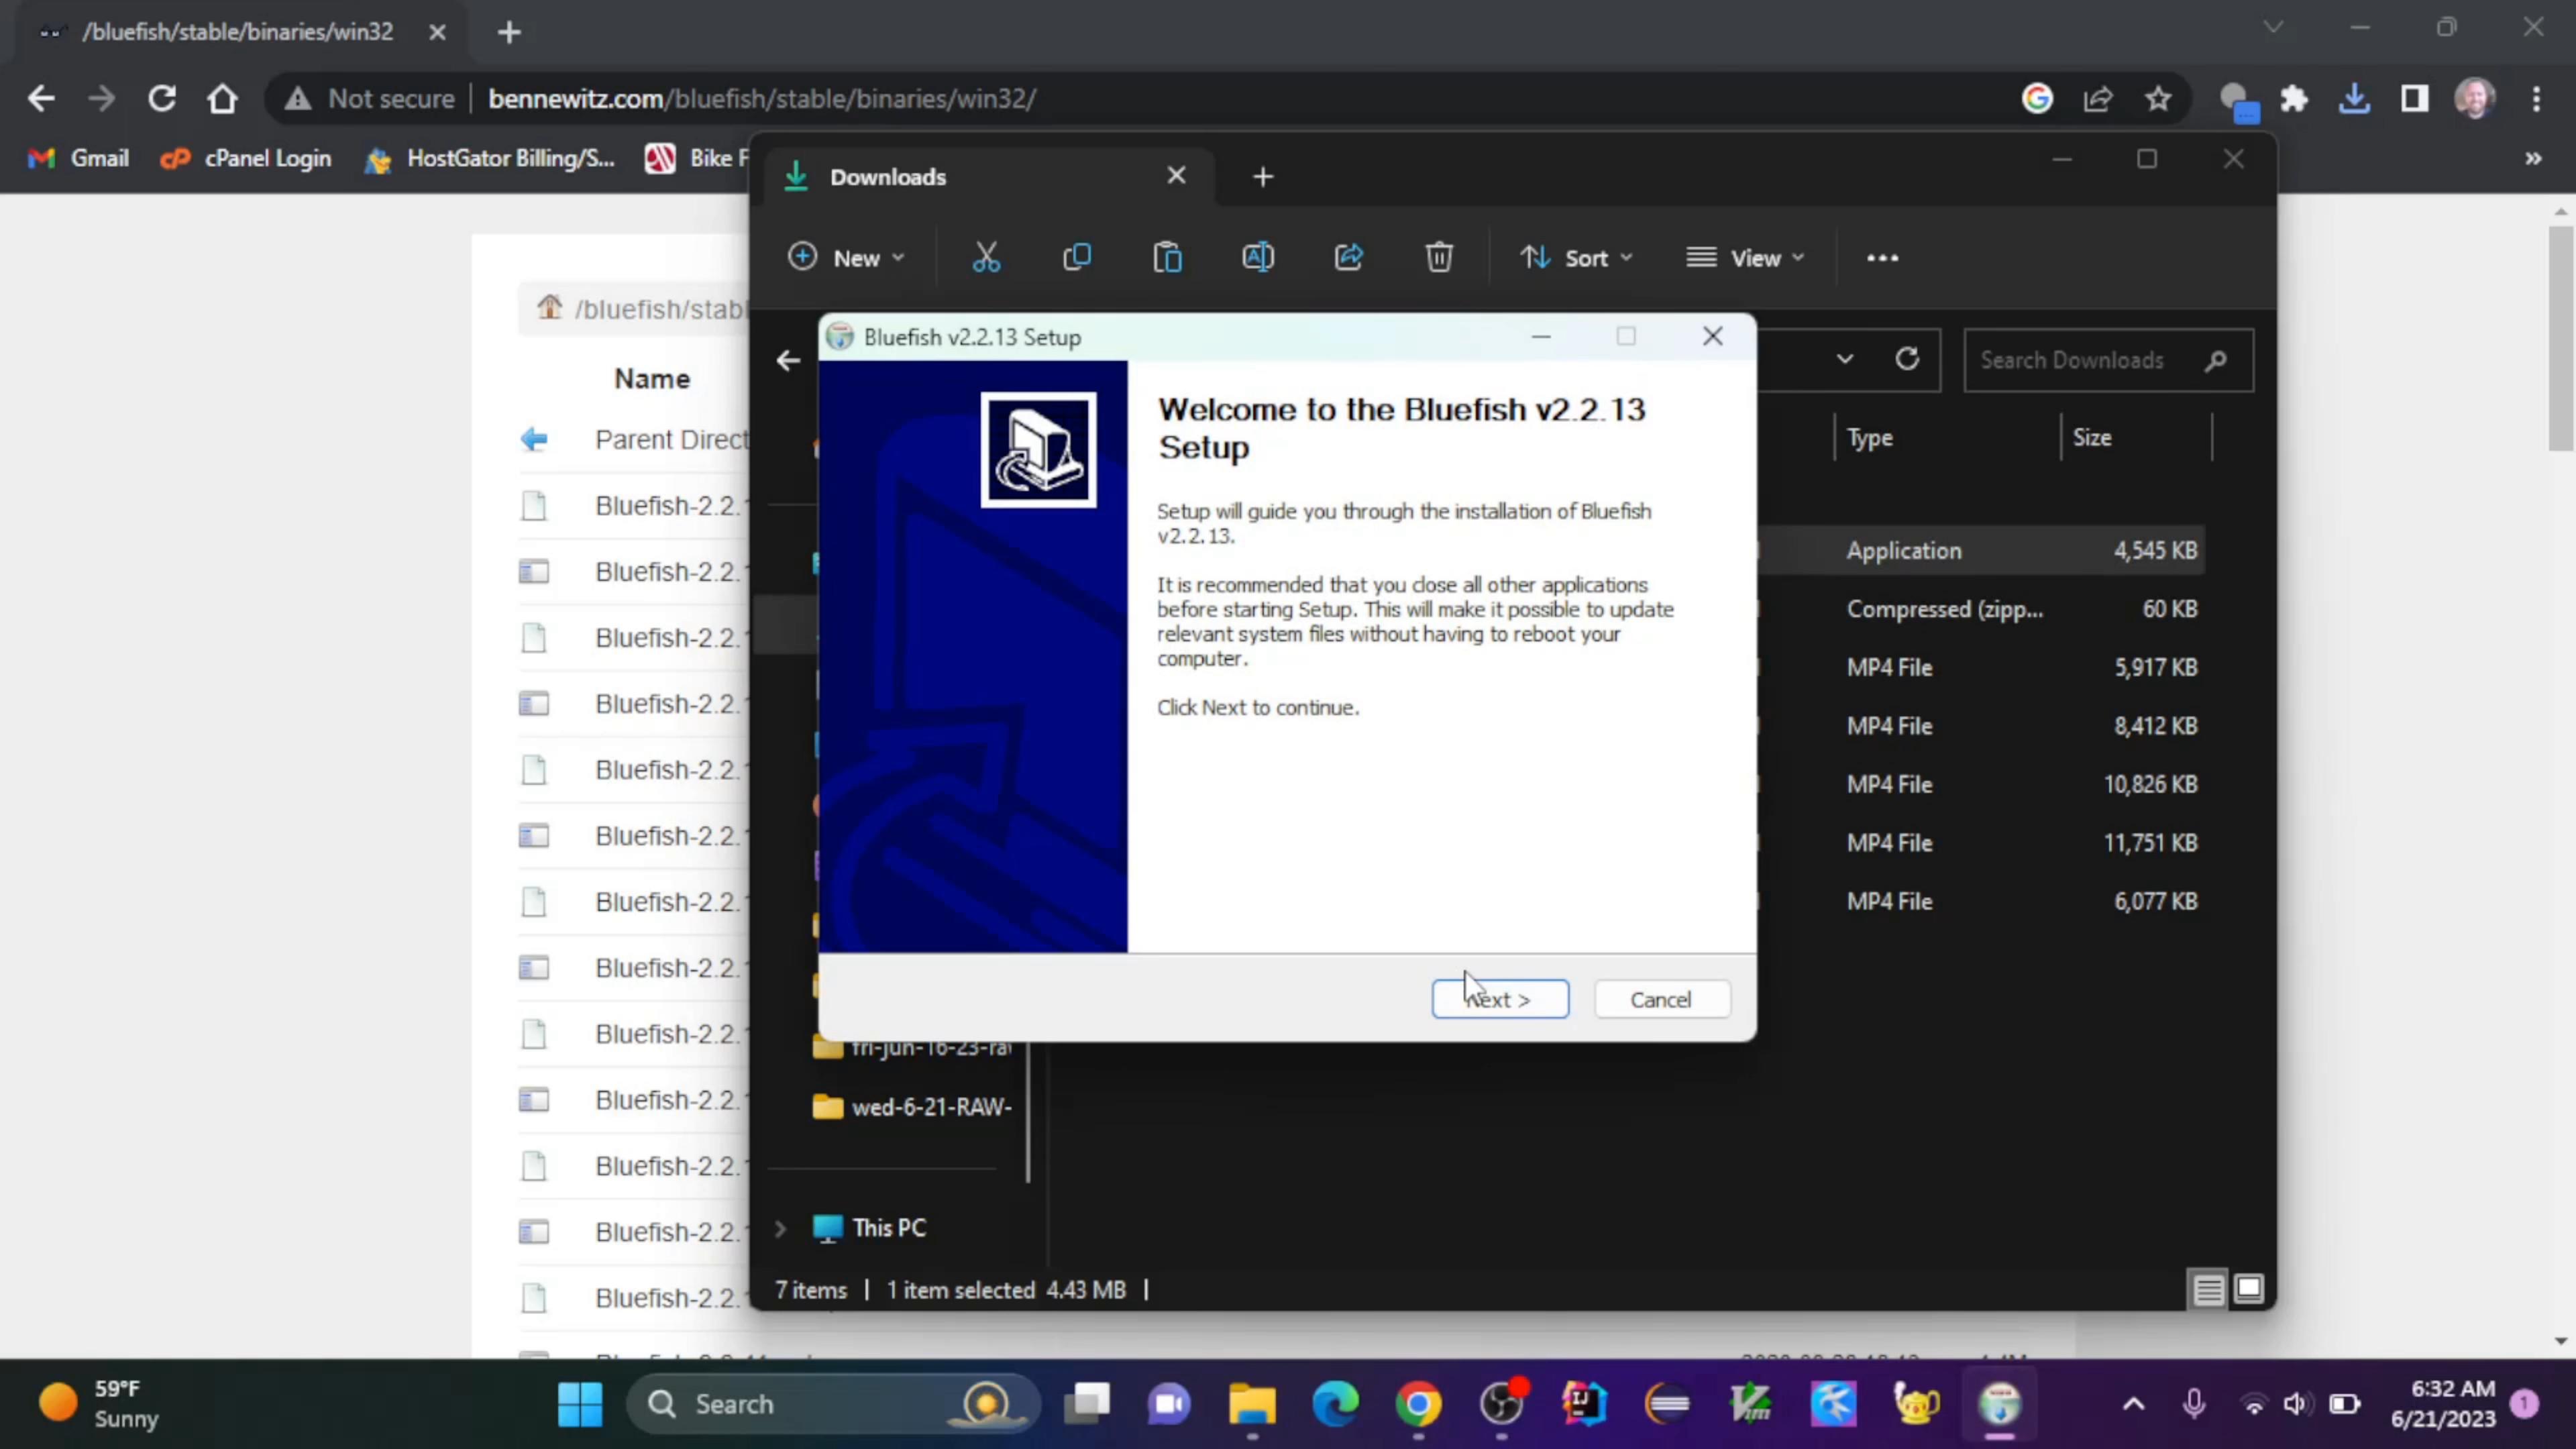 /bluefish/stable/binaries/win32
Not secure
bennewitz.com/bluefish/stable/binaries/win32/
Gmail
cPanel Login
HostGator Billing/S...
Bike F
Downloads
New
Sort
View
/bluefish/stabl
Bluefish v2.2.13 Setup
Search Downloads
Name
Welcome to the Bluefish v2.2.13
Setup
Type
Size
Parent Direct
Bluefish-2.2.
Setup will guide you through the installation of Bluefish
v2.2.13.
Application
4,545 KB
Bluefish-2.2.
It is recommended that you close all other applications
before starting Setup. This will make it possible to update
relevant system files without having to reboot your
computer.
Compressed (zipp...
60 KB
Bluefish-2.2.
MP4 File
5,917 KB
Bluefish-2.2.
Click Next to continue.
MP4 File
8,412 KB
Bluefish-2.2.
MP4 File
10,826 KB
Bluefish-2.2.
MP4 File
11,751 KB
Bluefish-2.2.
MP4 File
6,077 KB
Bluefish-2.2.
Next >
Cancel
Bluefish-2.2.
fri-jun-16-23-ra
Bluefish-2.2.
wed-6-21-RAW-
Bluefish-2.2.
Bluefish-2.2.
This PC
Bluefish-2.2.
7 items
1 item selected
4.43 MB
59°F
Sunny
Search
6:32 AM
6/21/2023
1